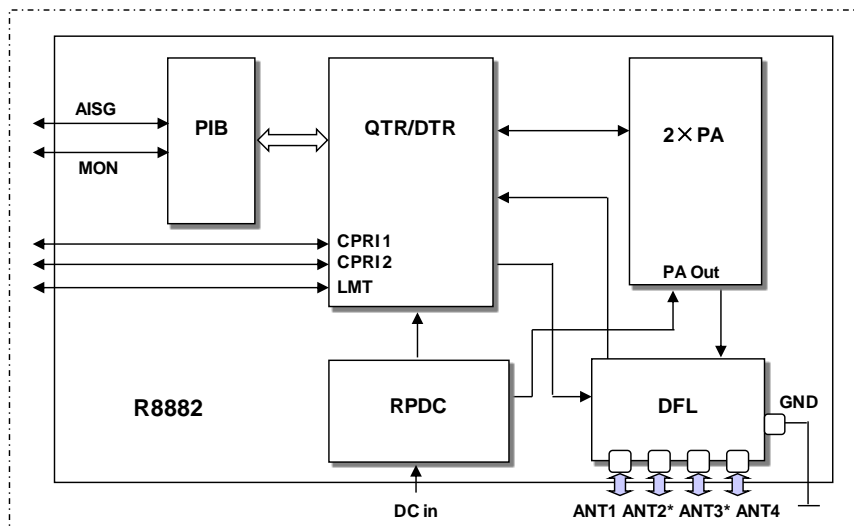 AISG
PIB
QTR/DTR
2×PA
MON
CPRI1
CPRI2
LMT
PA Out
R8882
RPDC
DFL
GND
DC in
ANT1 ANT2* ANT3* ANT4